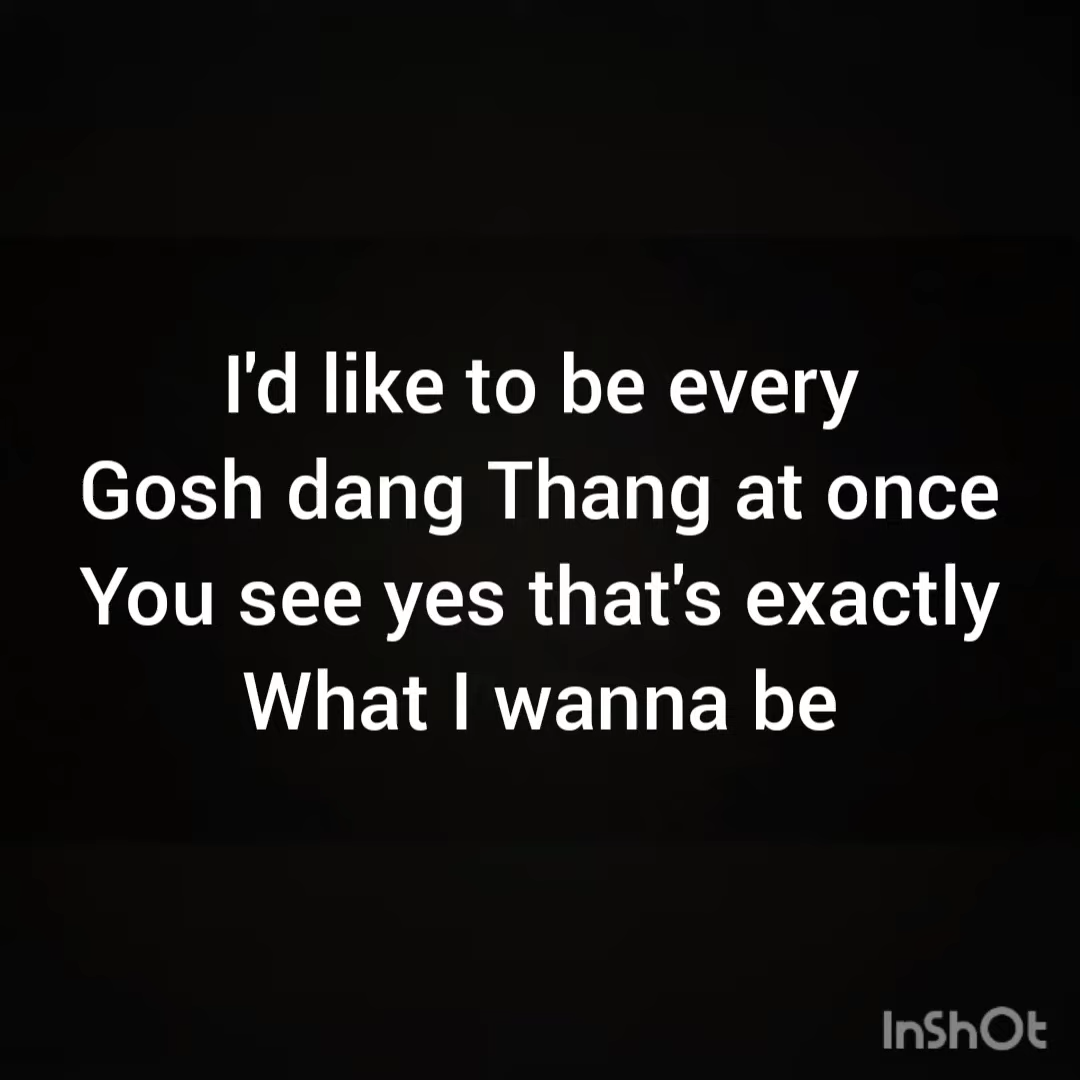 I'd like to be every
Gosh dang Thang at once
You see yes that's exactly
What I wanna be
InShOt